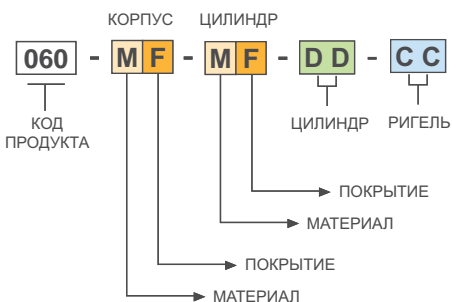 КОРПУС ЦИЛИНДР
060 - M F - M F - D D - C C
КОД ПРОДУКТА
ЦИЛИНДР РИГЕЛЬ
ПОКРЫТИЕ
МАТЕРИАЛ
ПОКРЫТИЕ
МАТЕРИАЛ